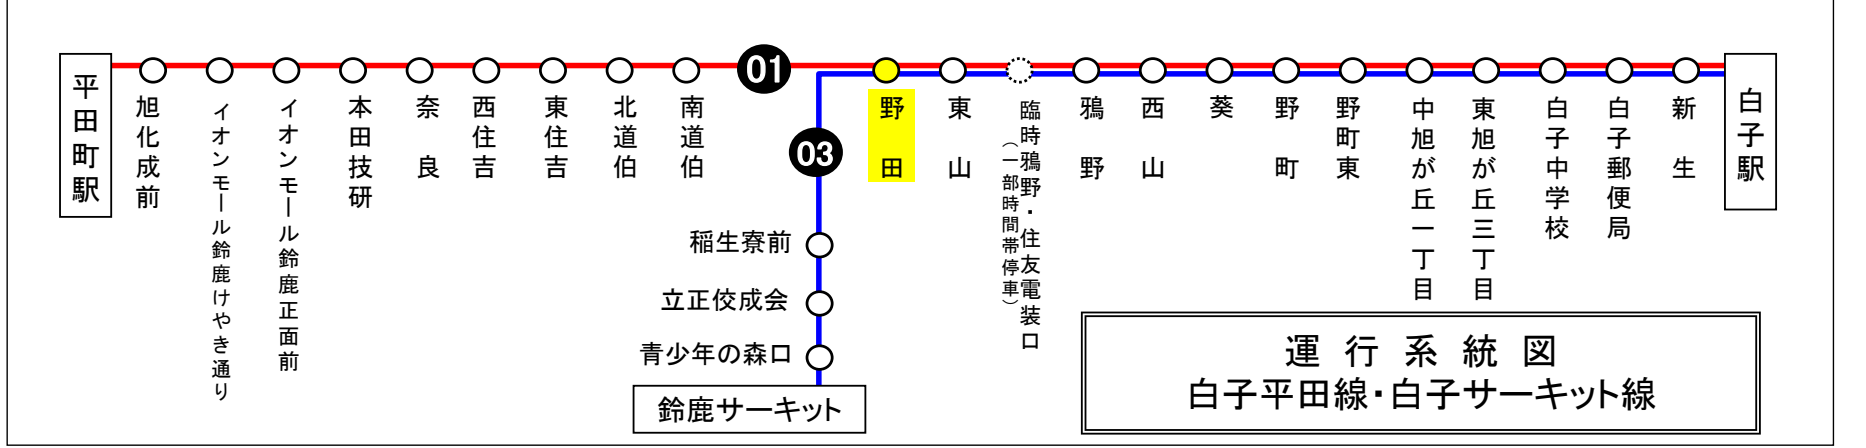 平田町駅
旭化成前
イオンモール鈴鹿けやき通り
イオンモール鈴鹿正面前
本田技研
奈良
西住吉
東住吉
北道伯
南道伯
01
03
野田
東山
臨時鴉野・住友電装口
（一部時間帯停車）
鴉野
西山
葵
野町
野町東
中旭が丘一丁目
東旭が丘三丁目
白子中学校
白子郵便局
新生
白子駅
稲生寮前
立正佼成会
青少年の森口
鈴鹿サーキット
運行系統図
白子平田線・白子サーキット線